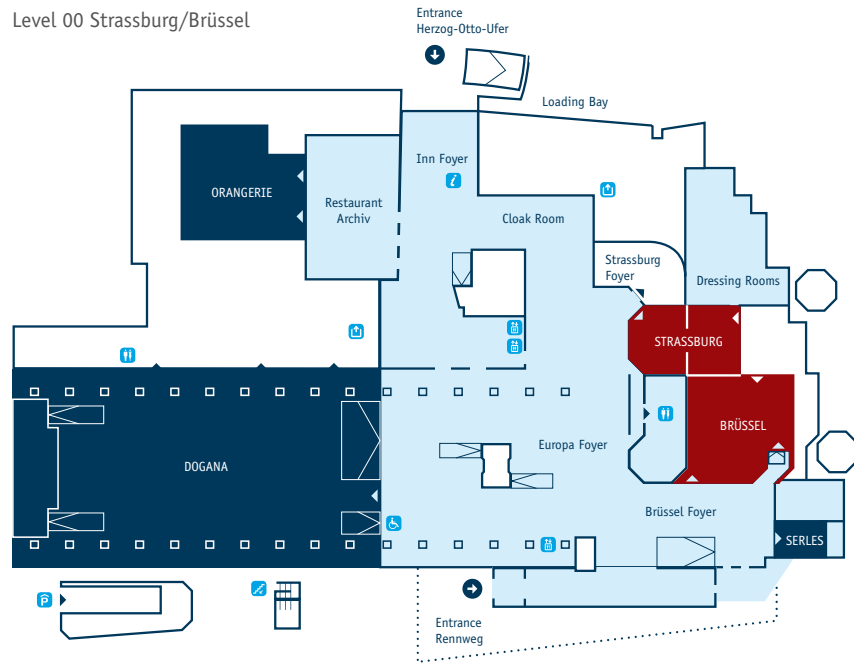 Level 00 Strassburg/Brüssel
Entrance
Herzog-Otto-Ufer
Loading Bay
Inn Foyer
i
ORANGERIE
Restaurant
Archiv
Cloak Room
Strassburg
Foyer
Dressing Rooms
STRASSBURG
BRÜSSEL
DOGANA
Europa Foyer
Brüssel Foyer
SERLES
P
Entrance
Rennweg